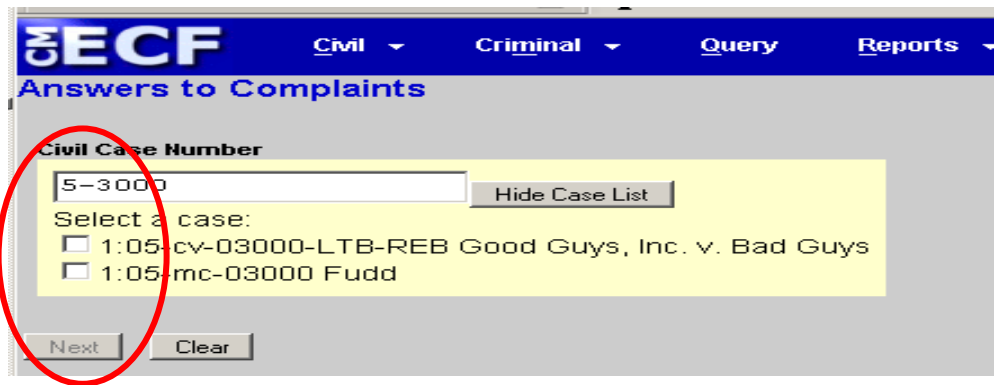 CM ECF Civil Criminal Query Reports
Answers to Complaints
Civil Case Number
5-3000 Hide Case List
Select a case:
1:05-cv-03000-LTB-REB Good Guys, Inc. v. Bad Guys
1:05-mc-03000 Fudd
Next Clear